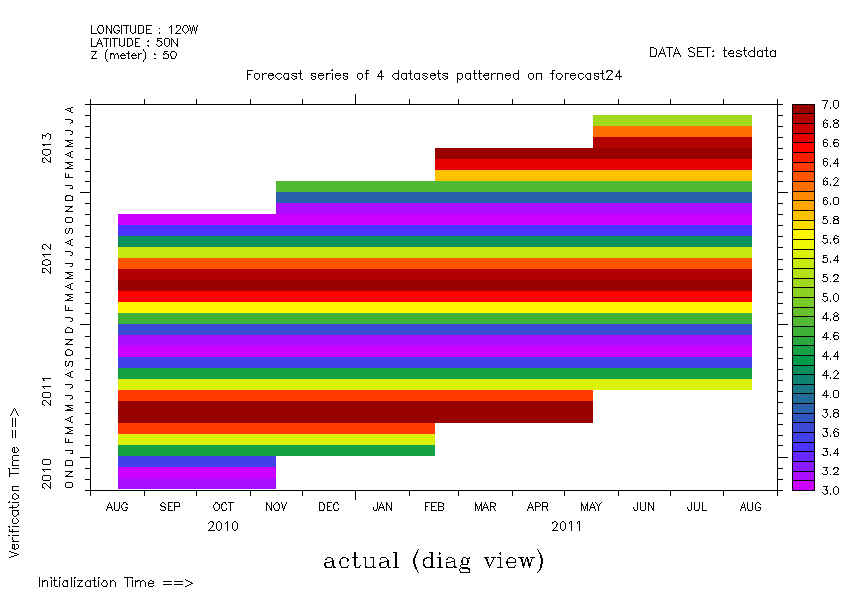 LONGITUDE : 120W
LATITUDE : 50N
Z (meter) : 50
DATA SET: testdata
Forecast series of 4 datasets patterned on forecast24
2013
2012
2011
2010
A
J
J
M
A
M
F
J
D
N
O
S
A
J
J
M
A
M
F
J
D
N
O
S
A
J
J
M
A
M
F
J
D
N
O
Verification Time ==>
7.0
6.8
6.6
6.4
6.2
6.0
5.8
5.6
5.4
5.2
5.0
4.8
4.6
4.4
4.2
4.0
3.8
3.6
3.4
3.2
3.0
AUG SEP OCT NOV DEC JAN FEB MAR APR MAY JUN JUL AUG
2010 2011
actual (diag view)
Initialization Time ==>